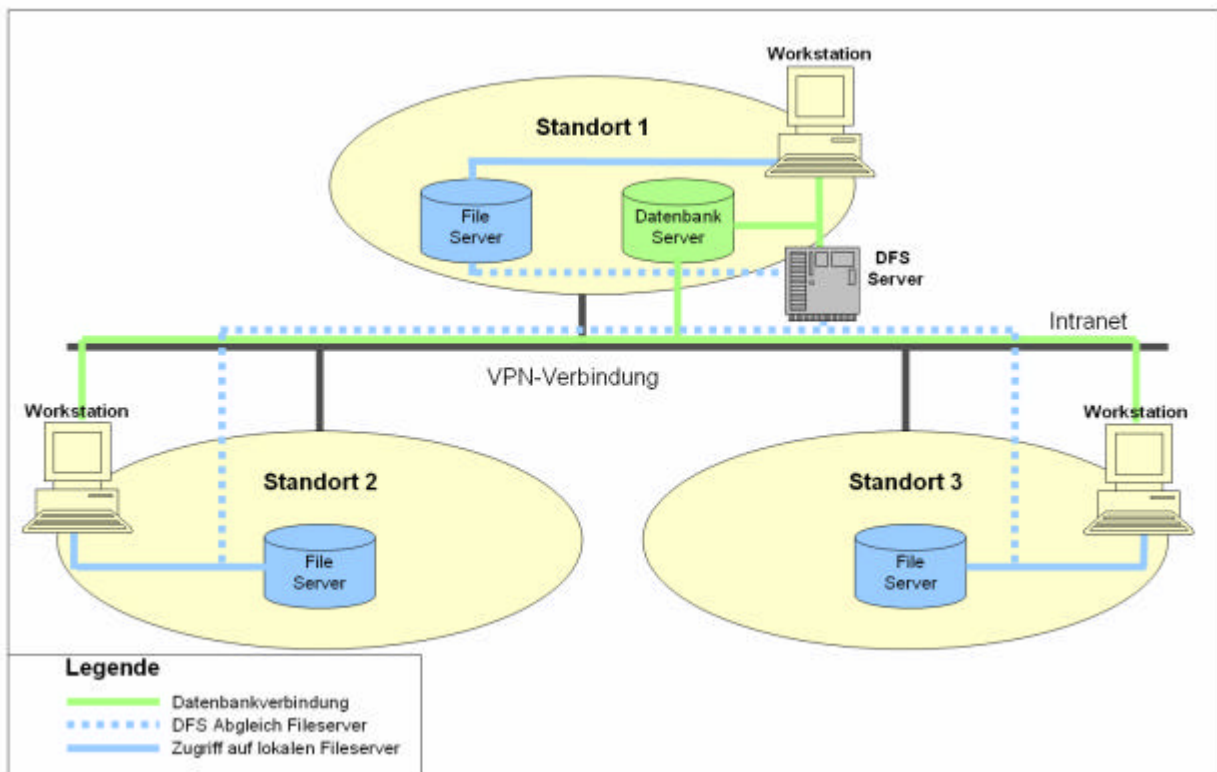 Workstation
Standort 1
File
Server
Datenbank
Server
DFS
Server
Intranet
VPN-Verbindung
Workstation
Workstation
Standort 2
Standort 3
File
Server
File
Server
Legende
Datenbankverbindung
DFS Abgleich Fileserver
Zugriff auf lokalen Fileserver